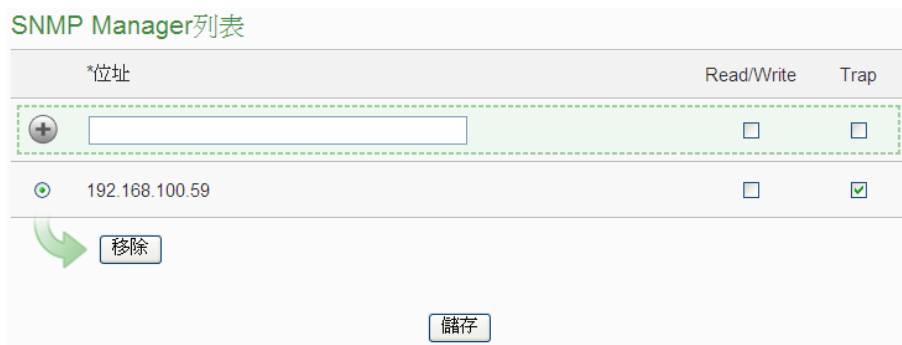 SNMP Manager列表
*位址 Read/Write Trap
192.168.100.59
移除
儲存